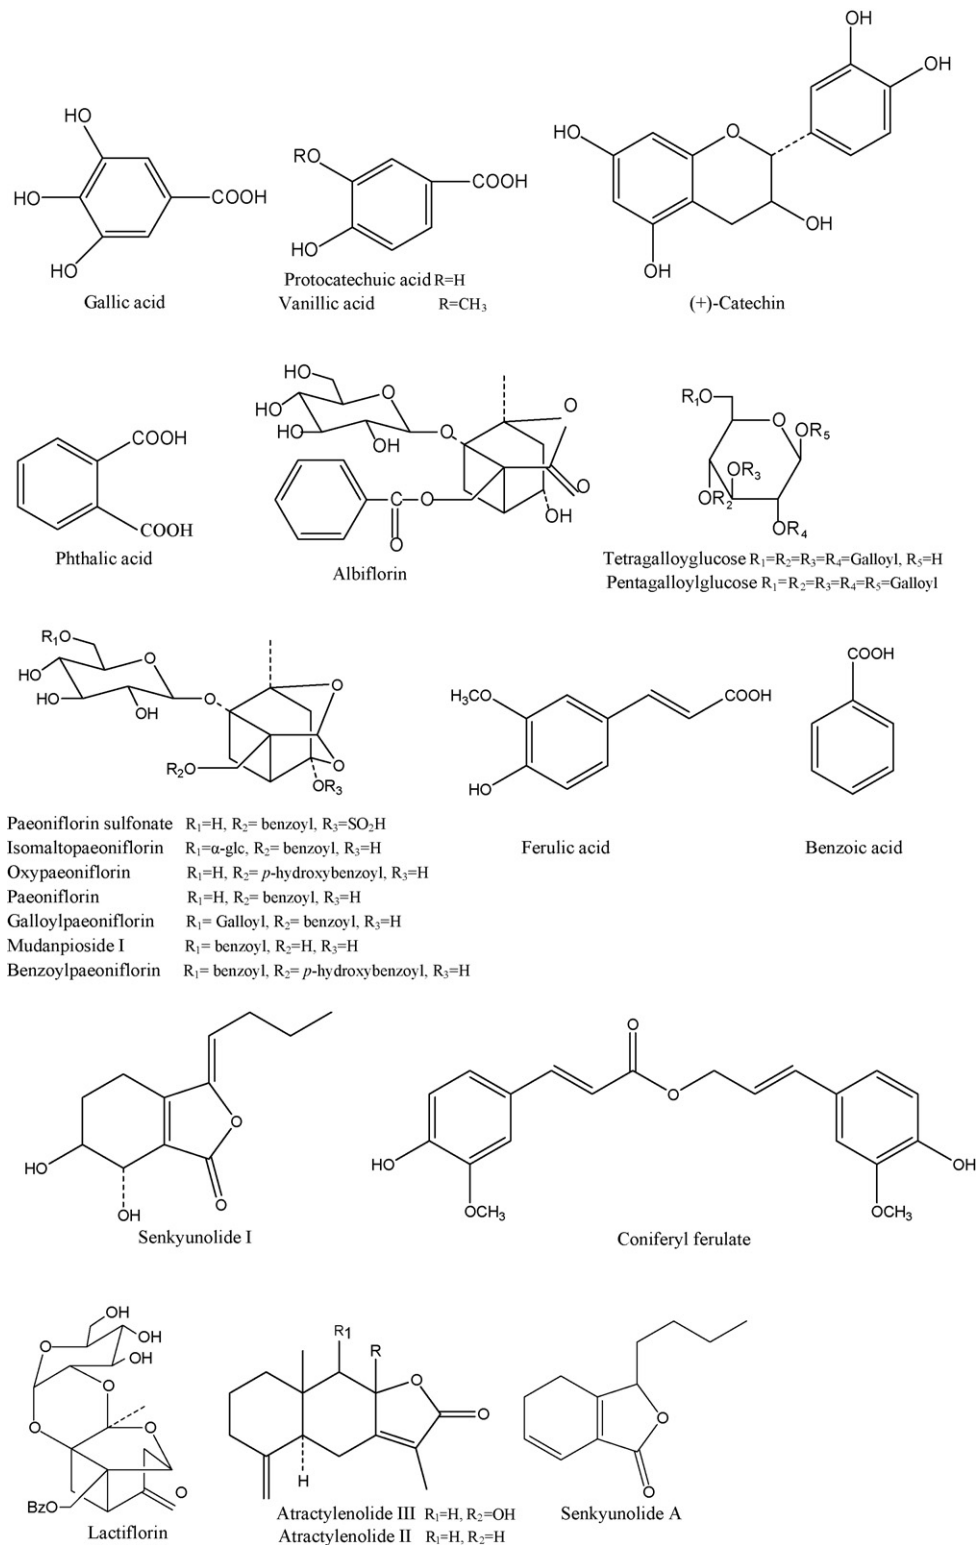 OH
OH
HO
O
HO
OH
OH
(+)-Catechin
HO
HO
COOH
HO
Gallic acid
RO
COOH
HO
Protocatechuic acid R=H
Vanillic acid R=CH₃
COOH
COOH
Phthalic acid
HO
O
HO
HO
OH
O
O
O
C
O
O
OH
Albiflorin
R₁O
O
OR₅
OR₃
OR₂
OR₄
Tetragalloyglucose R₁=R₂=R₃=R₄=Galloyl, R₅=H
Pentagalloylglucose R₁=R₂=R₃=R₄=R₅=Galloyl
R₁O
O
HO
HO
OH
O
O
R₂O
O
OR₃
Paeoniflorin sulfonate R₁=H, R₂= benzoyl, R₃=SO₂H
Isomaltopaeoniflorin R₁=α-glc, R₂= benzoyl, R₃=H
Oxypaeoniflorin R₁=H, R₂= p-hydroxybenzoyl, R₃=H
Paeoniflorin R₁=H, R₂= benzoyl, R₃=H
Galloylpaeoniflorin R₁= Galloyl, R₂= benzoyl, R₃=H
Mudanpioside I R₁= benzoyl, R₂=H, R₃=H
Benzoylpaeoniflorin R₁= benzoyl, R₂= p-hydroxybenzoyl, R₃=H
H₃CO
COOH
HO
Ferulic acid
COOH
Benzoic acid
O
HO
OH
O
Senkyunolide I
O
O
HO
OCH₃
OCH₃
OH
Coniferyl ferulate
OH
O
OH
OH
O
O
O
BzO
O
Lactiflorin
R₁
R
O
O
H
Atractylenolide III R₁=H, R₂=OH
Atractylenolide II R₁=H, R₂=H
O
O
Senkyunolide A